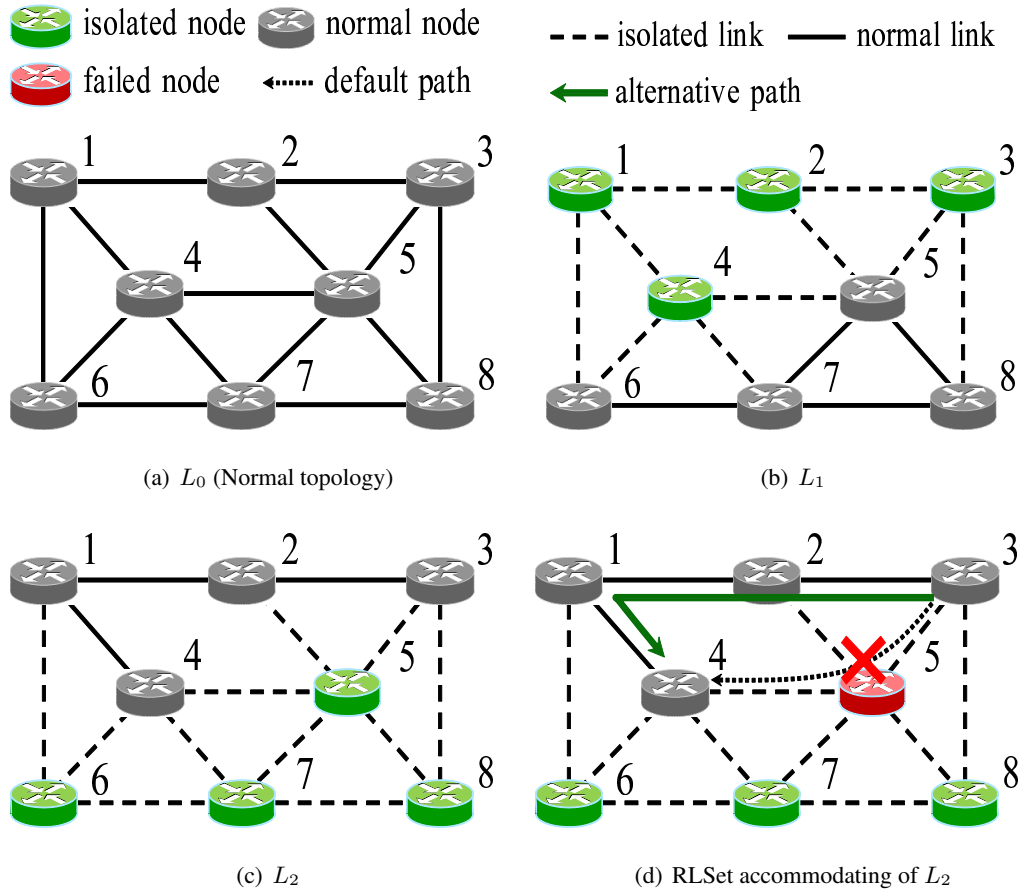 isolated node normal node
failed node default path
isolated link normal link
alternative path
1 2 3
4 5
6 7 8
(a) L0 (Normal topology)
1 2 3
4 5
6 7 8
(b) L1
1 2 3
4 5
6 7 8
(c) L2
1 2 3
4 5
6 7 8
(d) RLSet accommodating of L2